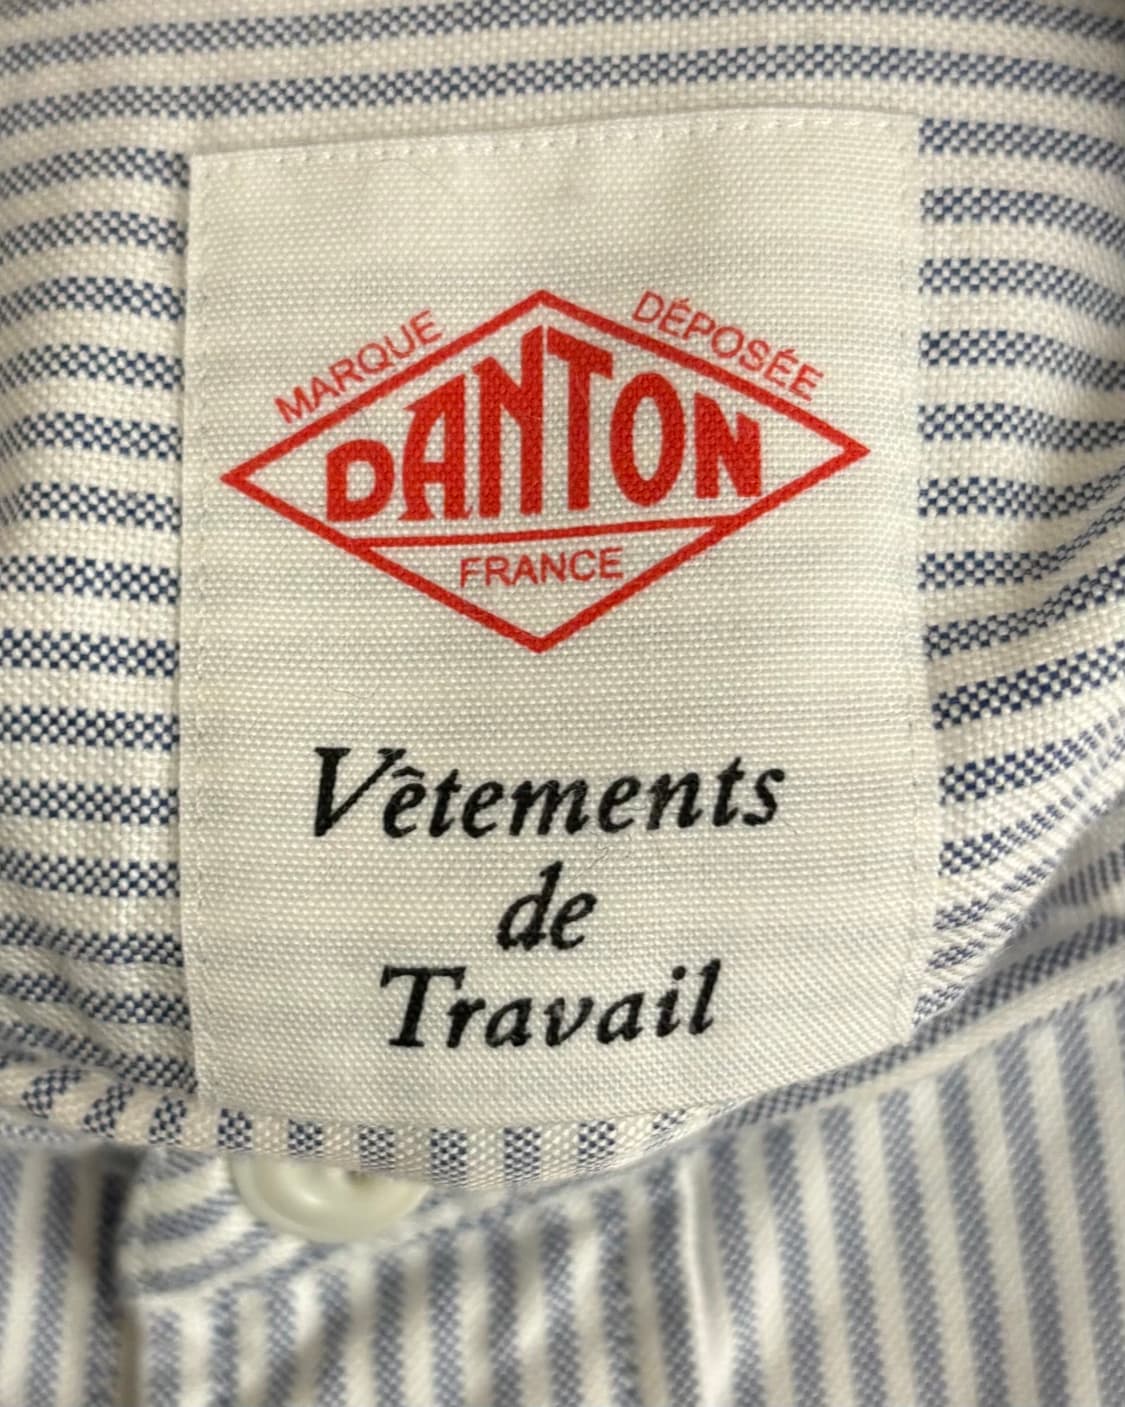 MARQUE DÉPOSÉE
DANTON
FRANCE
Vêtements
de
Travail